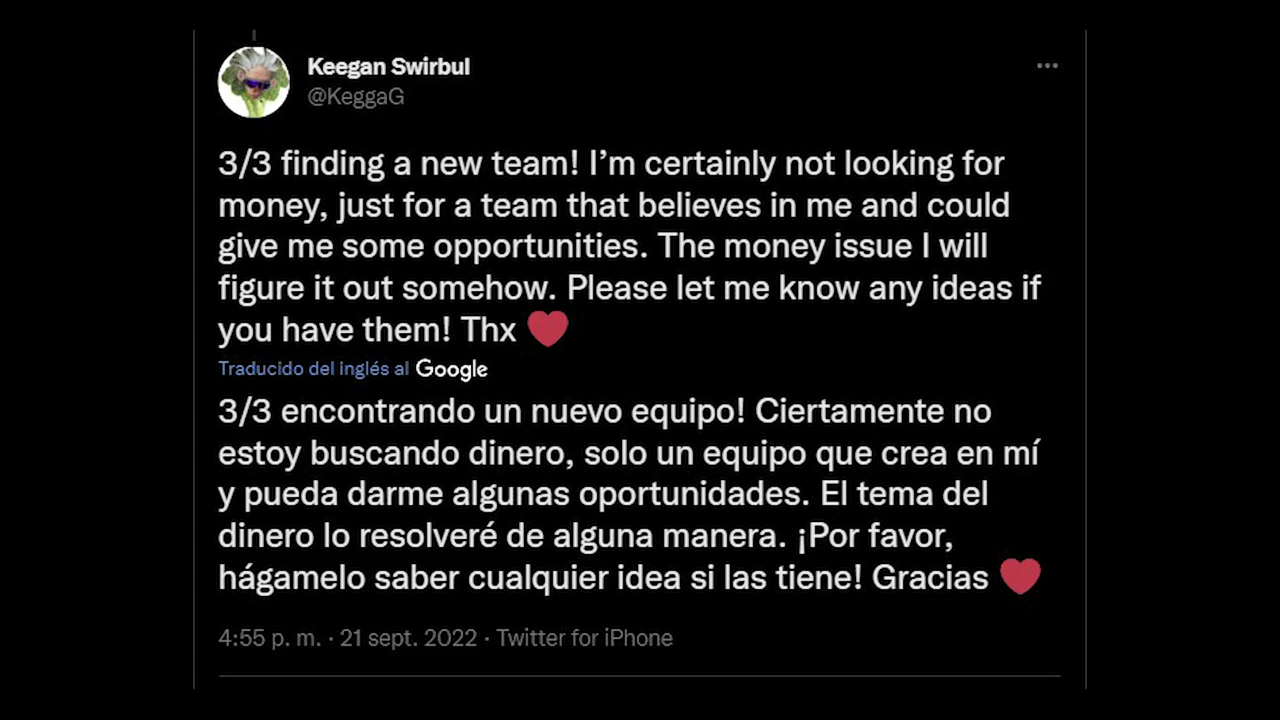 Keegan Swirbul
@KeggaG
3/3 finding a new team! I’m certainly not looking for
money, just for a team that believes in me and could
give me some opportunities. The money issue I will
figure it out somehow. Please let me know any ideas if
you have them! Thx ❤️
Traducido del inglés al Google
3/3 encontrando un nuevo equipo! Ciertamente no
estoy buscando dinero, solo un equipo que crea en mí
y pueda darme algunas oportunidades. El tema del
dinero lo resolveré de alguna manera. ¡Por favor,
hágamelo saber cualquier idea si las tiene! Gracias ❤️
4:55 p. m. · 21 sept. 2022 · Twitter for iPhone